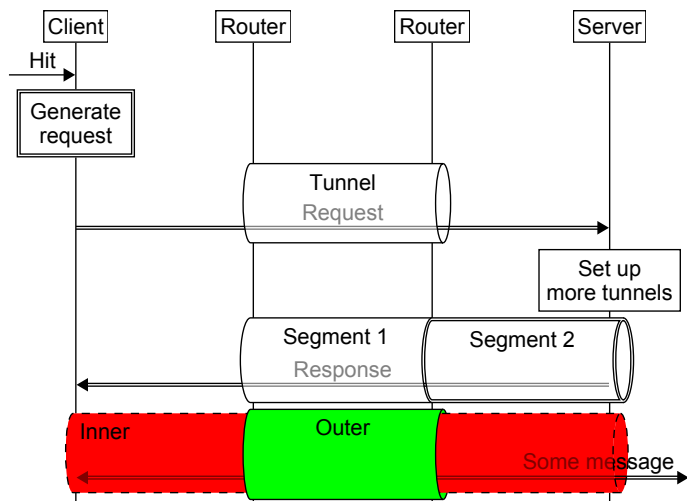 Client Router Router Server
Hit
Generate
request
Tunnel
Request
Set up
more tunnels
Segment 1 Segment 2
Response
Inner Outer
Some message